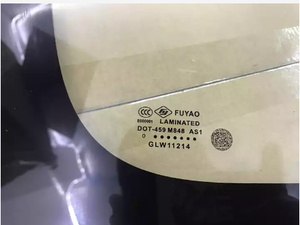 FUYAO
LAMINATED
DOT-459 M848 AS1
GLW11214